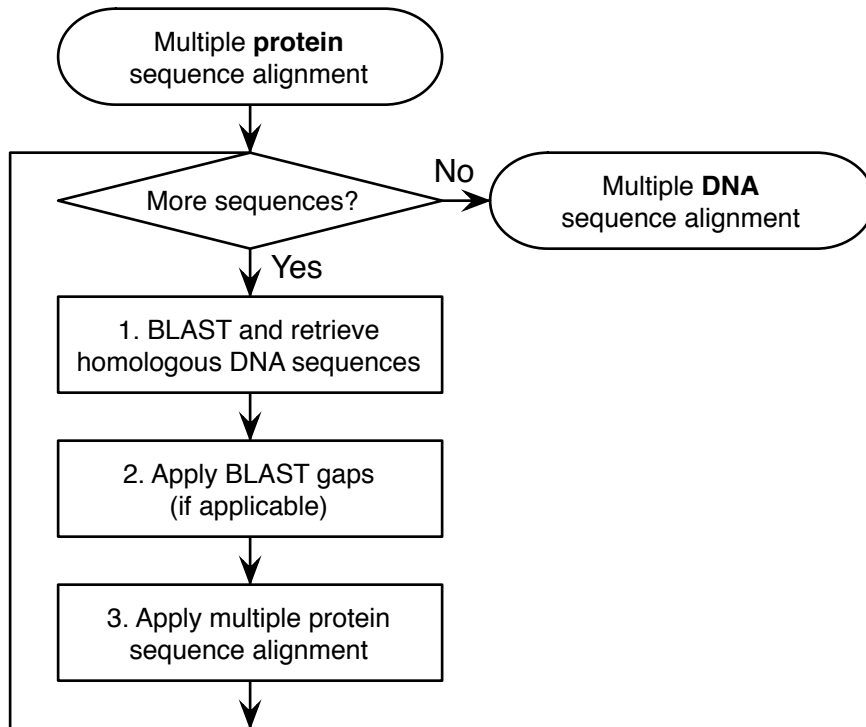 Multiple protein
sequence alignment
More sequences?
No
Multiple DNA
sequence alignment
Yes
1. BLAST and retrieve
homologous DNA sequences
2. Apply BLAST gaps
(if applicable)
3. Apply multiple protein
sequence alignment